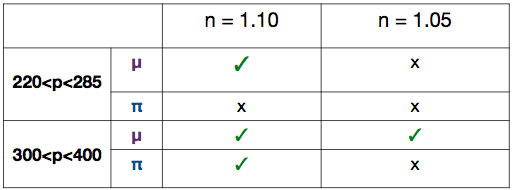 n = 1.10 n = 1.05
220<p<285 μ ✓ x
π x x
300<p<400 μ ✓ ✓
π ✓ x